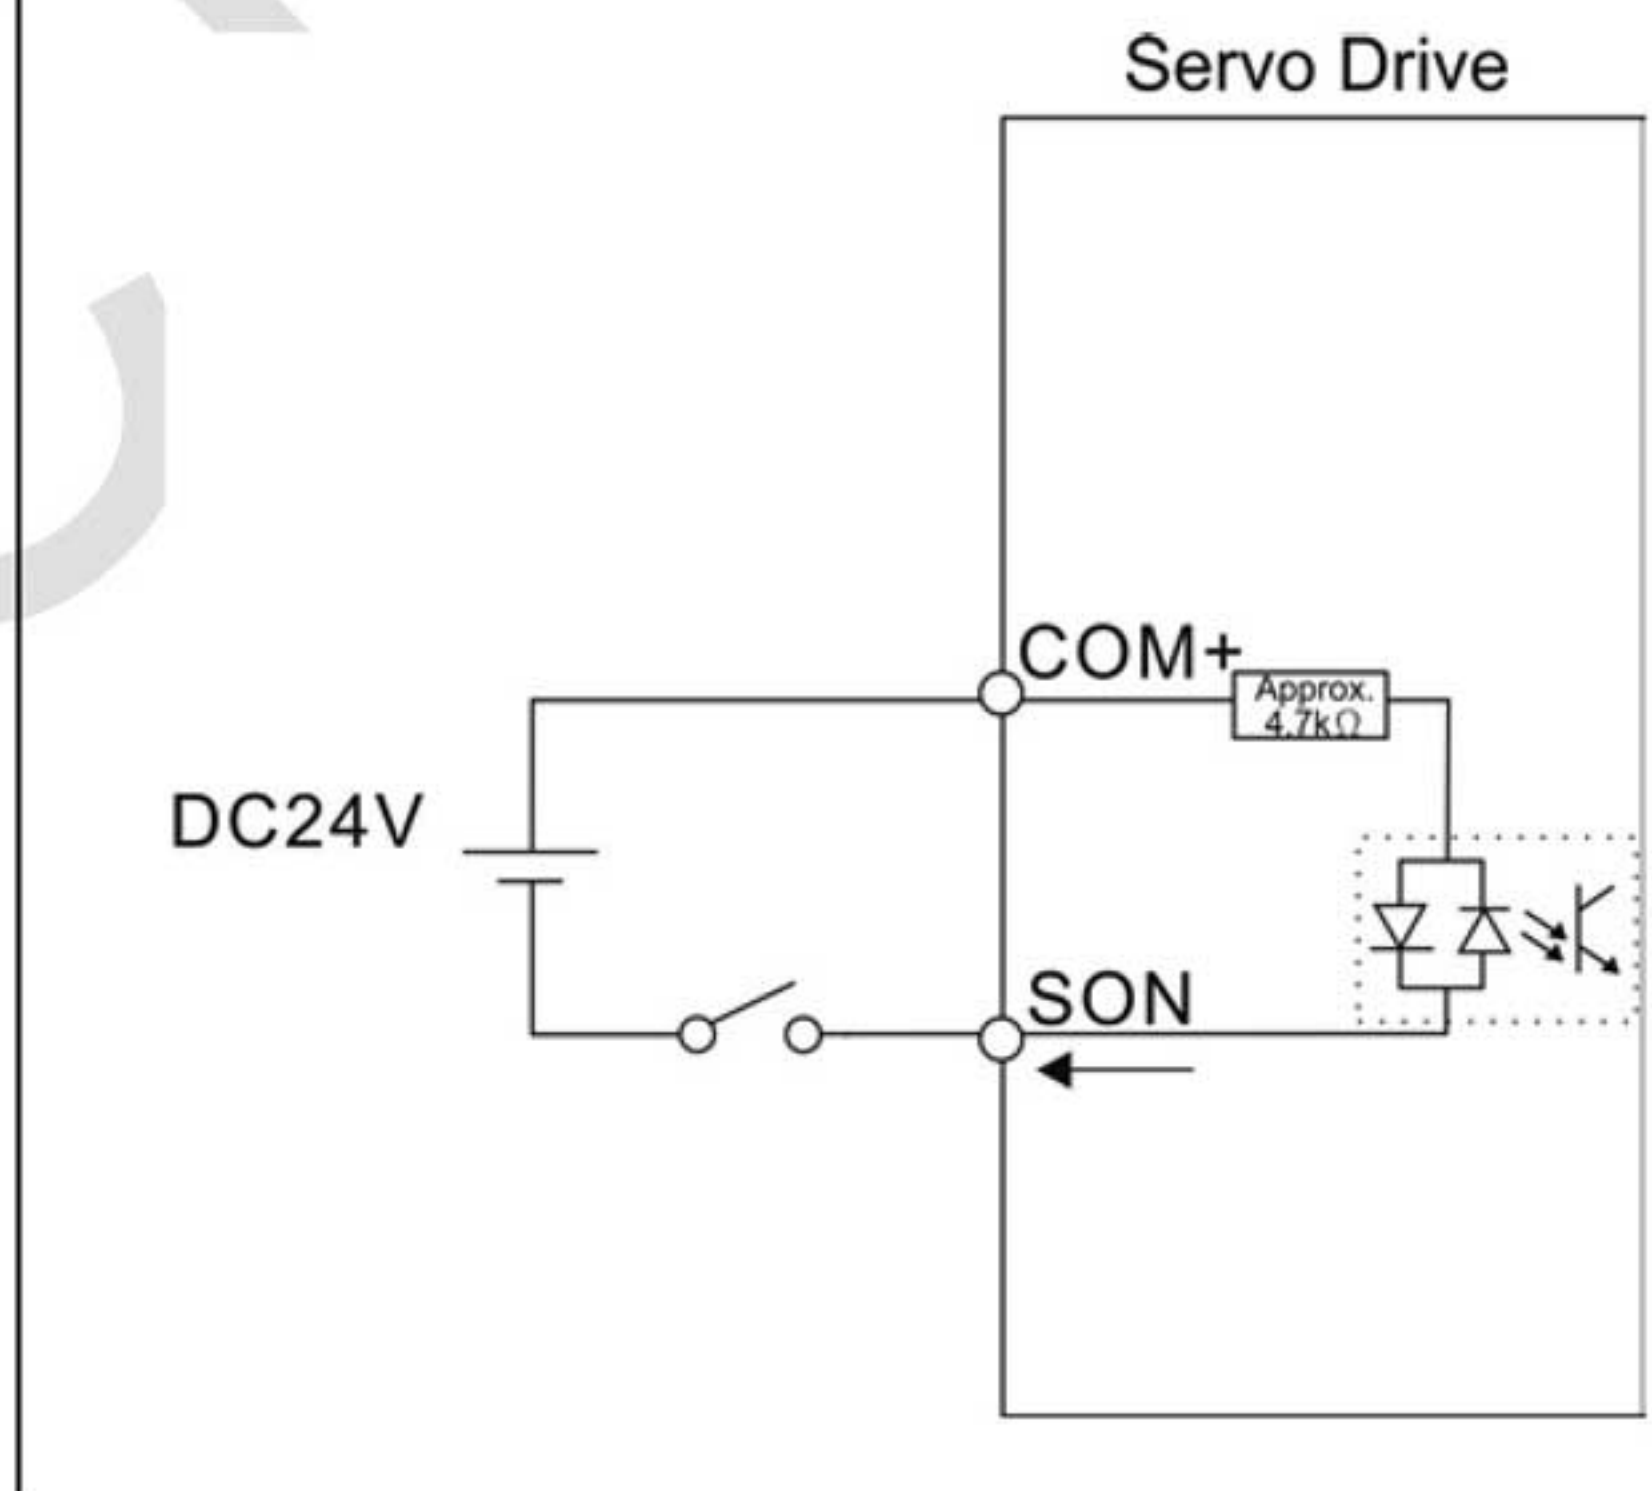 Servo Drive
COM+
Approx.
4.7kΩ
DC24V
SON